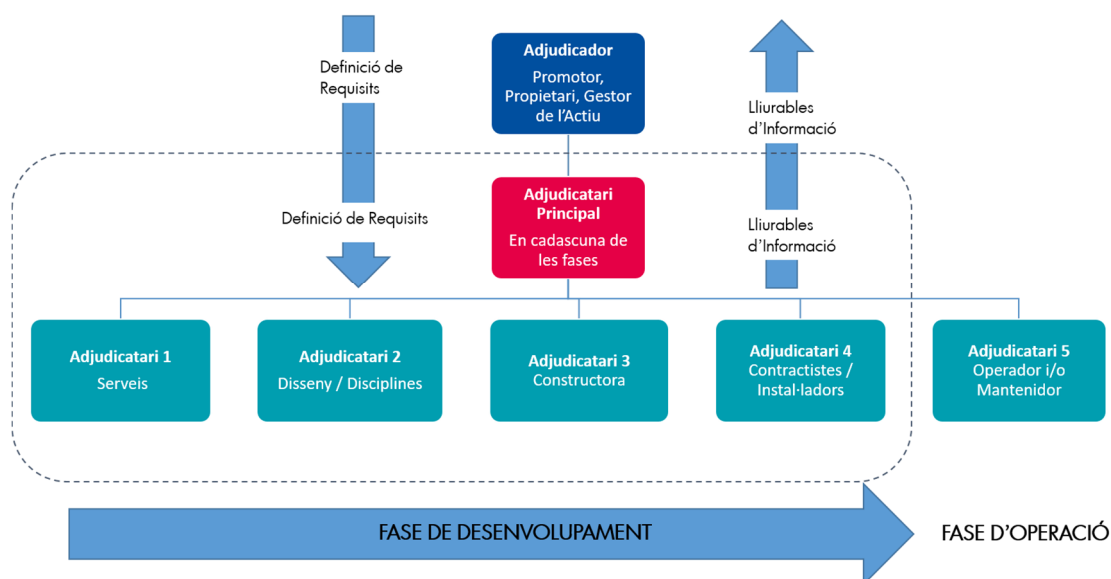 Definició de
Requisits
Adjudicador
Promotor,
Propietari, Gestor
de l'Actiu
Lliurables
d'Informació
Definició de Requisits
Adjudicatari
Principal
En cadascuna de
les fases
Lliurables
d'Informació
Adjudicatari 1
Serveis
Adjudicatari 2
Disseny / Disciplines
Adjudicatari 3
Constructora
Adjudicatari 4
Contractistes /
Instal·ladors
Adjudicatari 5
Operador i/o
Mantenidor
FASE DE DESENVOLUPAMENT
FASE D'OPERACIÓ